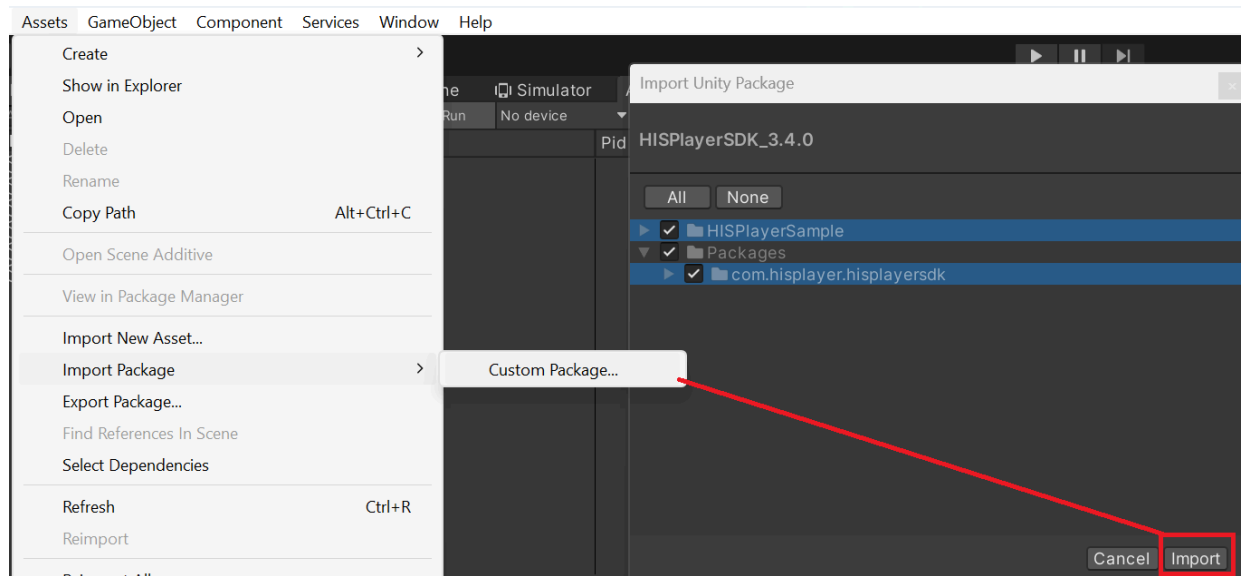 Assets GameObject Component Services Window Help
Create
Show in Explorer
Open
Delete
Rename
Copy Path Alt+Ctrl+C
Open Scene Additive
View in Package Manager
Import New Asset...
Import Package
Export Package...
Find References In Scene
Select Dependencies
Refresh Ctrl+R
Reimport
Custom Package...
Simulator
Run No device
Pid
Import Unity Package
HISPlayerSDK_3.4.0
All None
HISPlayerSample
Packages
com.hisplayer.hisplayersdk
Cancel Import